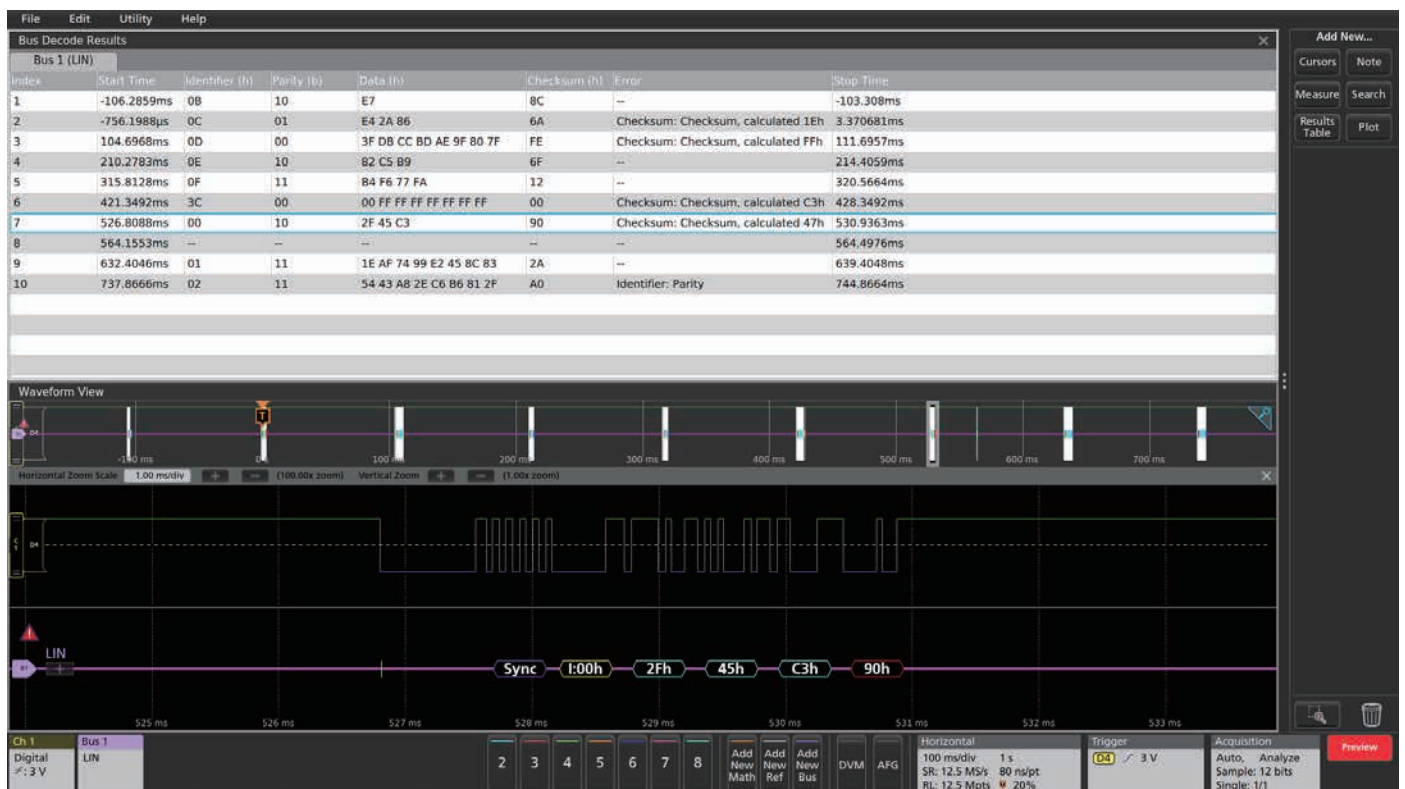 File Edit Utility Help
Bus Decode Results
Bus 1 (LIN)
Index Start Time Identifier (h) Parity (b) Data (h) Checksum (h) Error Stop Time
1 -106.2859ms 0B 10 E7 8C -- -103.308ms
2 -756.1988µs 0C 01 E4 2A 86 6A Checksum: Checksum, calculated 1Eh 3.370681ms
3 104.6968ms 0D 00 3F DB CC BD AE 9F 80 7F FE Checksum: Checksum, calculated FFh 111.6957ms
4 210.2783ms 0E 10 82 C5 B9 6F -- 214.4059ms
5 315.8128ms 0F 11 B4 F6 77 FA 12 -- 320.5664ms
6 421.3492ms 3C 00 00 FF FF FF FF FF FF FF 00 Checksum: Checksum, calculated C3h 428.3492ms
7 526.8088ms 00 10 2F 45 C3 90 Checksum: Checksum, calculated 47h 530.9363ms
8 564.1553ms -- -- -- -- -- 564.4976ms
9 632.4046ms 01 11 1E AF 74 99 E2 45 8C 83 2A -- 639.4048ms
10 737.8666ms 02 11 54 43 A8 2E C6 B6 81 2F A0 Identifier: Parity 744.8664ms
Add New...
Cursors Note
Measure Search
Results Table Plot
Waveform View
T
D4
-100 ms 0 s 100 ms 200 ms 300 ms 400 ms 500 ms 600 ms 700 ms
Horizontal Zoom Scale 1.00 ms/div + - (100.00x zoom) Vertical Zoom + - (1.00x zoom)
C 1 D4
LIN
B1 +
Sync I:00h 2Fh 45h C3h 90h
525 ms 526 ms 527 ms 528 ms 529 ms 530 ms 531 ms 532 ms 533 ms
Ch 1
Digital
: 3 V
Bus 1
LIN
2 3 4 5 6 7 8
Add New Math
Add New Ref
Add New Bus
DVM AFG
Horizontal
100 ms/div 1 s
SR: 12.5 MS/s 80 ns/pt
RL: 12.5 Mpts 20%
Trigger
D4 3 V
Acquisition
Auto, Analyze
Sample: 12 bits
Single: 1/1
Preview